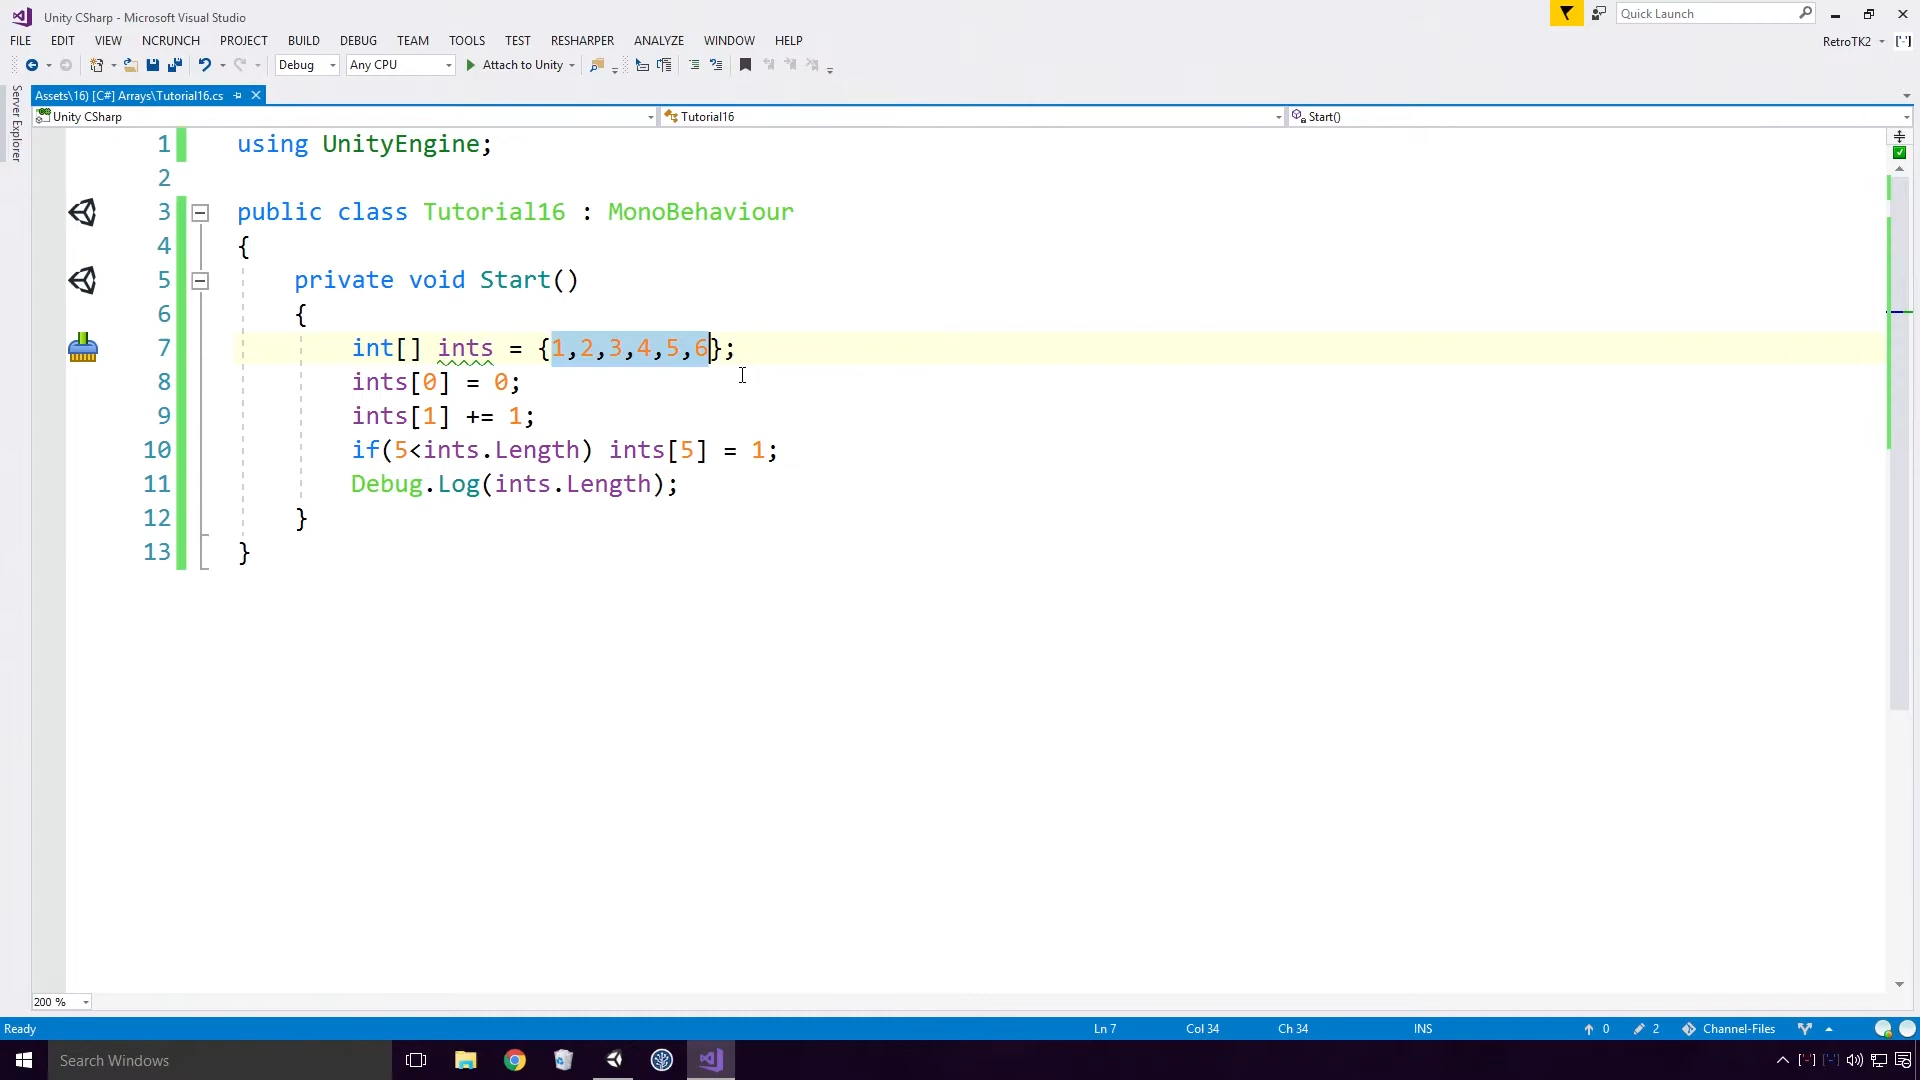 Unity CSharp - Microsoft Visual Studio
Quick Launch
FILE EDIT VIEW NCRUNCH PROJECT BUILD DEBUG TEAM TOOLS TEST RESHARPER ANALYZE WINDOW HELP
RetroTK2
Debug Any CPU Attach to Unity
Server Explorer
Assets\16) [C#] Arrays\Tutorial16.cs
Unity CSharp Tutorial16 Start()
1 using UnityEngine;
2
3 public class Tutorial16 : MonoBehaviour
4 {
5 private void Start()
6 {
7 int[] ints = {1,2,3,4,5,6};
8 ints[0] = 0;
9 ints[1] += 1;
10 if(5<ints.Length) ints[5] = 1;
11 Debug.Log(ints.Length);
12 }
13 }
200 %
Ready Ln 7 Col 34 Ch 34 INS 0 2 Channel-Files
Search Windows